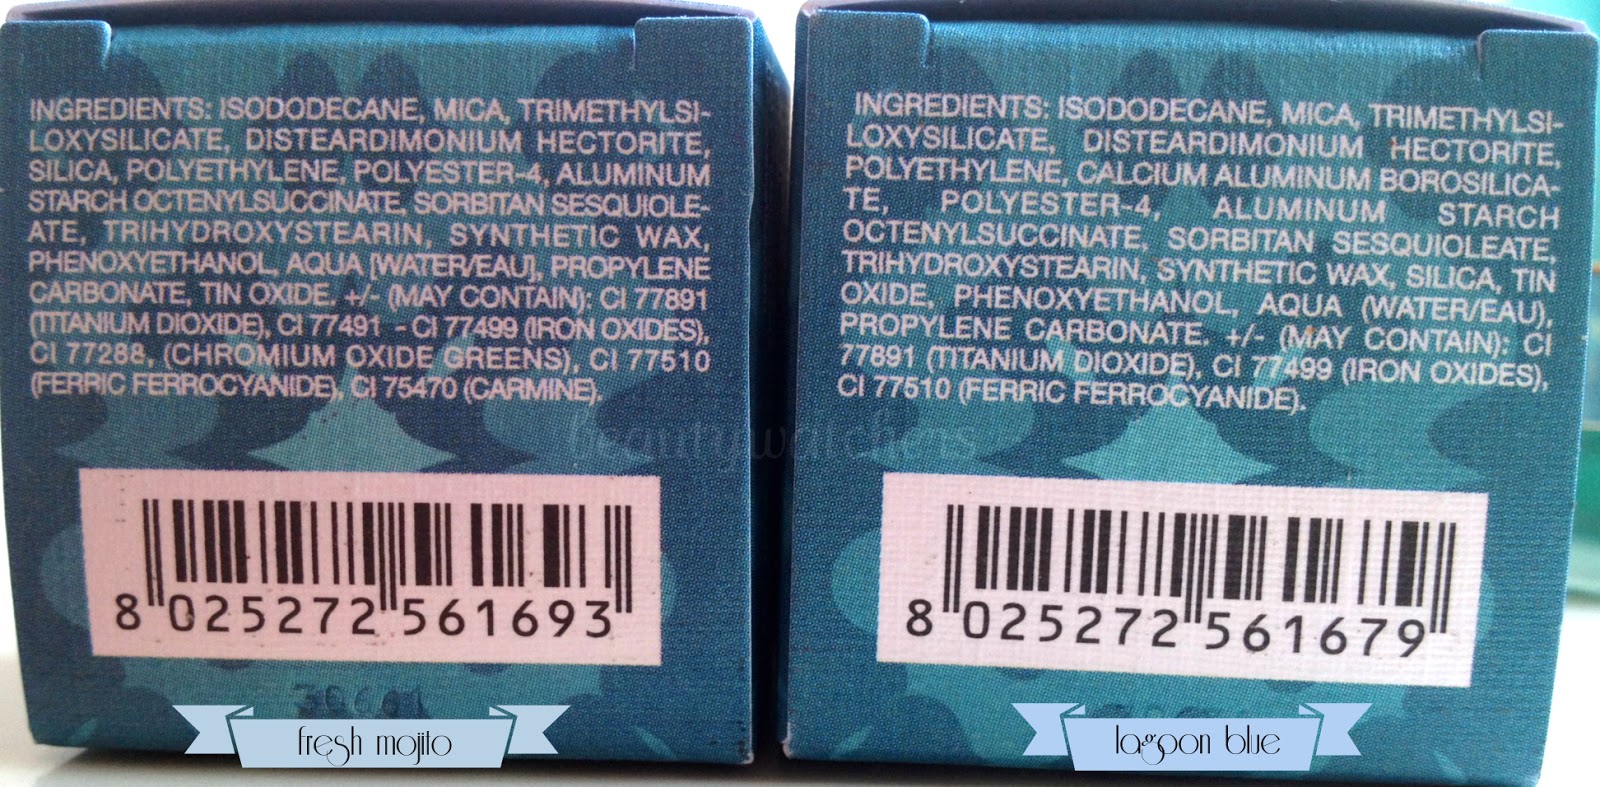 INGREDIENTS: ISODODECANE, MICA, TRIMETHYLSI-
LOXYSILICATE, DISTEARDIMONIUM HECTORITE,
SILICA, POLYETHYLENE, POLYESTER-4, ALUMINUM
STARCH OCTENYLSUCCINATE, SORBITAN SESQUIOLE-
ATE, TRIHYDROXYSTEARIN, SYNTHETIC WAX,
PHENOXYETHANOL, AQUA [WATER/EAU], PROPYLENE
CARBONATE, TIN OXIDE. +/- (MAY CONTAIN): CI 77891
(TITANIUM DIOXIDE), CI 77491 - CI 77499 (IRON OXIDES),
CI 77288, (CHROMIUM OXIDE GREENS), CI 77510
(FERRIC FERROCYANIDE), CI 75470 (CARMINE).
8 025272 561693
fresh mojito
INGREDIENTS: ISODODECANE, MICA, TRIMETHYLSI-
LOXYSILICATE, DISTEARDIMONIUM HECTORITE,
POLYETHYLENE, CALCIUM ALUMINUM BOROSILICA-
TE, POLYESTER-4, ALUMINUM STARCH
OCTENYLSUCCINATE, SORBITAN SESQUIOLEATE,
TRIHYDROXYSTEARIN, SYNTHETIC WAX, SILICA, TIN
OXIDE, PHENOXYETHANOL, AQUA (WATER/EAU),
PROPYLENE CARBONATE. +/- (MAY CONTAIN): CI
77891 (TITANIUM DIOXIDE), CI 77499 (IRON OXIDES),
CI 77510 (FERRIC FERROCYANIDE).
8 025272 561679
lagoon blue
beautywatchers